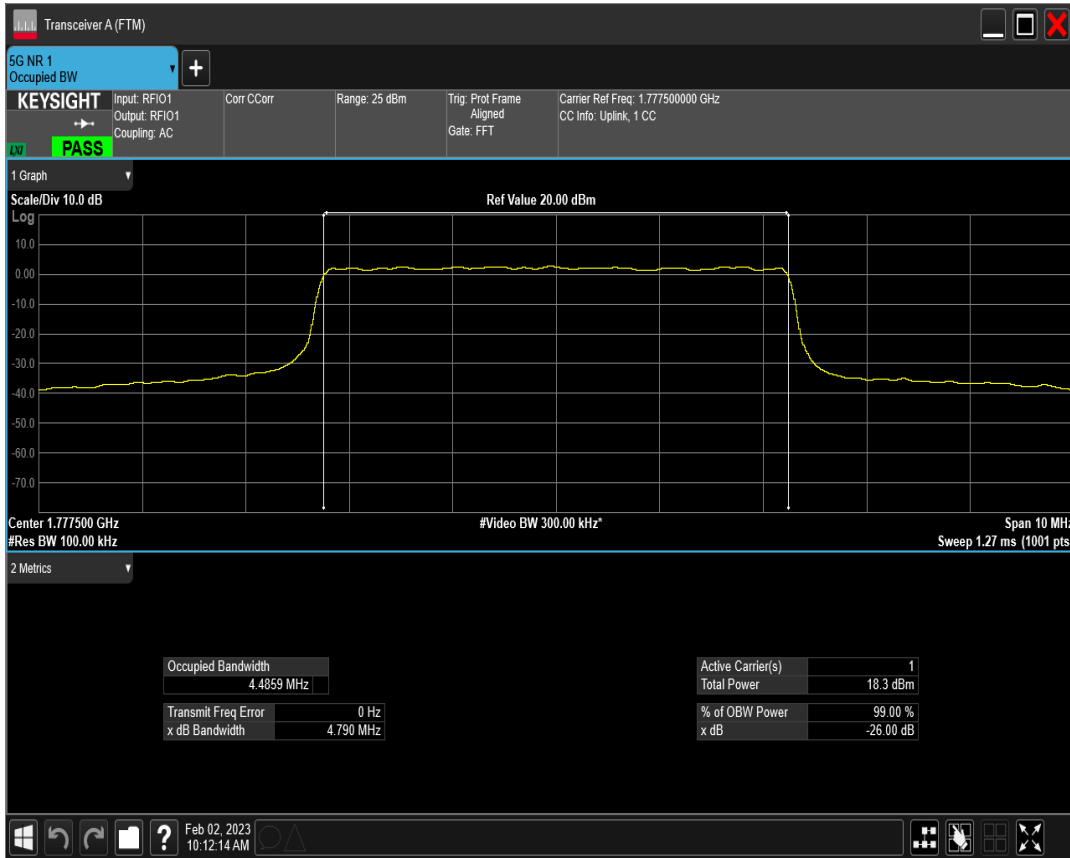 Transceiver A (FTM)
5G NR 1
Occupied BW
+
KEYSIGHT
LXI
PASS
Input: RFIO1
Output: RFIO1
Coupling: AC
Corr CCorr
Range: 25 dBm
Trig: Prot Frame
Aligned
Gate: FFT
Carrier Ref Freq: 1.777500000 GHz
CC Info: Uplink, 1 CC
1 Graph
Scale/Div 10.0 dB
Ref Value 20.00 dBm
Log
10.0
0.00
-10.0
-20.0
-30.0
-40.0
-50.0
-60.0
-70.0
Center 1.777500 GHz
#Video BW 300.00 kHz*
Span 10 MHz
#Res BW 100.00 kHz
Sweep 1.27 ms (1001 pts
2 Metrics
Occupied Bandwidth
4.4859 MHz
Transmit Freq Error 0 Hz
x dB Bandwidth 4.790 MHz
Active Carrier(s) 1
Total Power 18.3 dBm
% of OBW Power 99.00 %
x dB -26.00 dB
?
Feb 02, 2023
10:12:14 AM